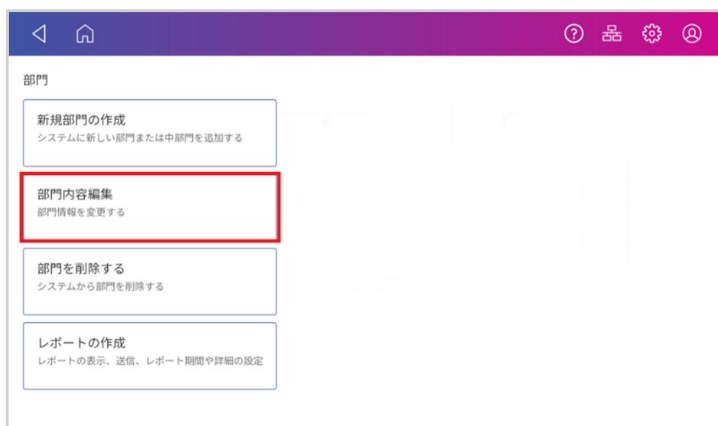 部門
新規部門の作成
システムに新しい部門または中部門を追加する
部門内容編集
部門情報を変更する
部門を削除する
システムから部門を削除する
レポートの作成
レポートの表示、送信、レポート期間や詳細の設定